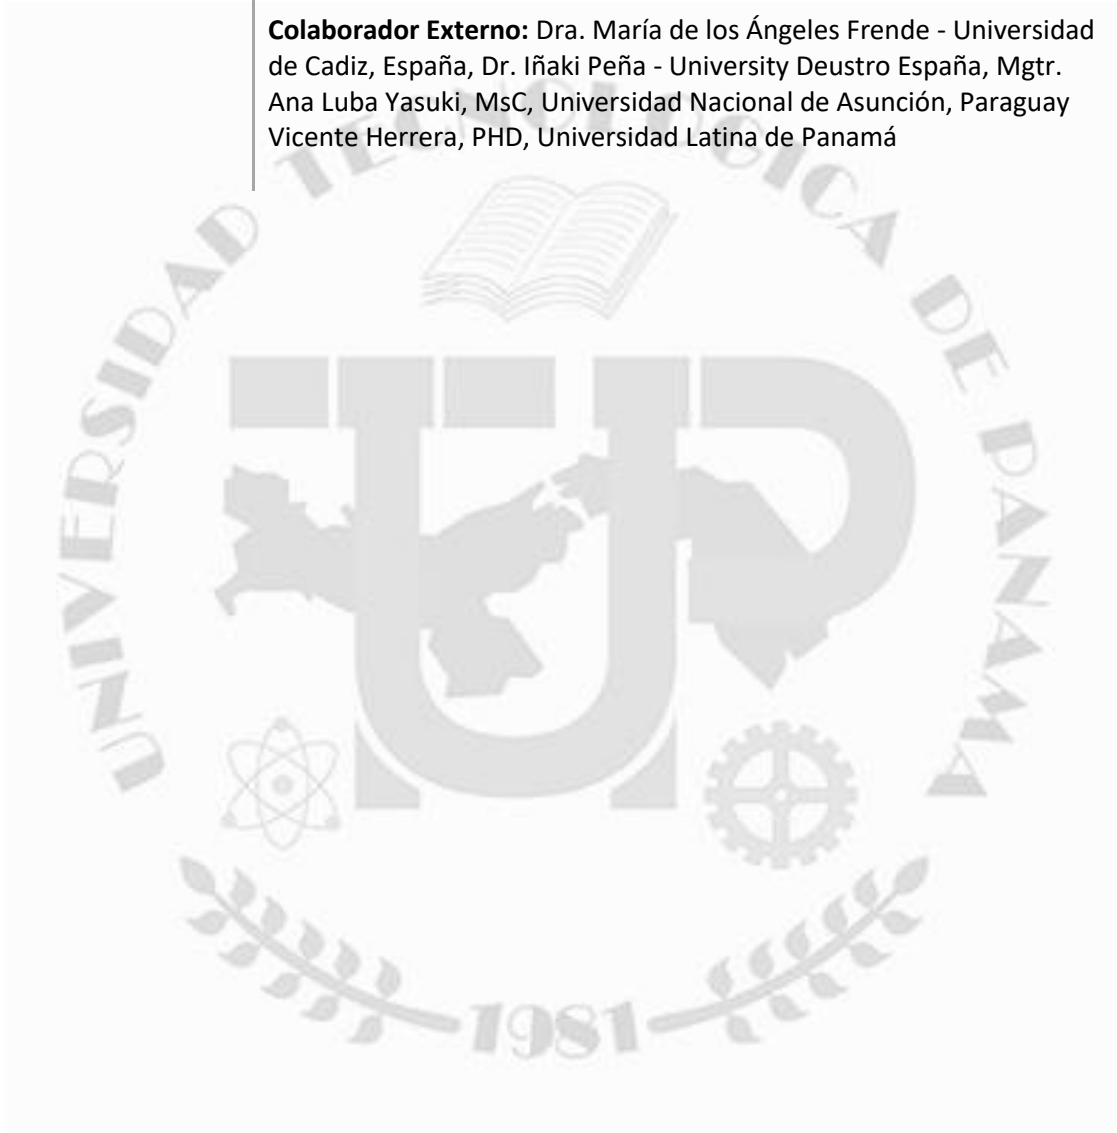 Colaborador Externo: Dra. María de los Ángeles Frende - Universidad
de Cadiz, España, Dr. Iñaki Peña - University Deustro España, Mgtr.
Ana Luba Yasuki, MsC, Universidad Nacional de Asunción, Paraguay
Vicente Herrera, PHD, Universidad Latina de Panamá
UNIVERSIDAD TECNOLOGICA DE PANAMA
UTP
1981